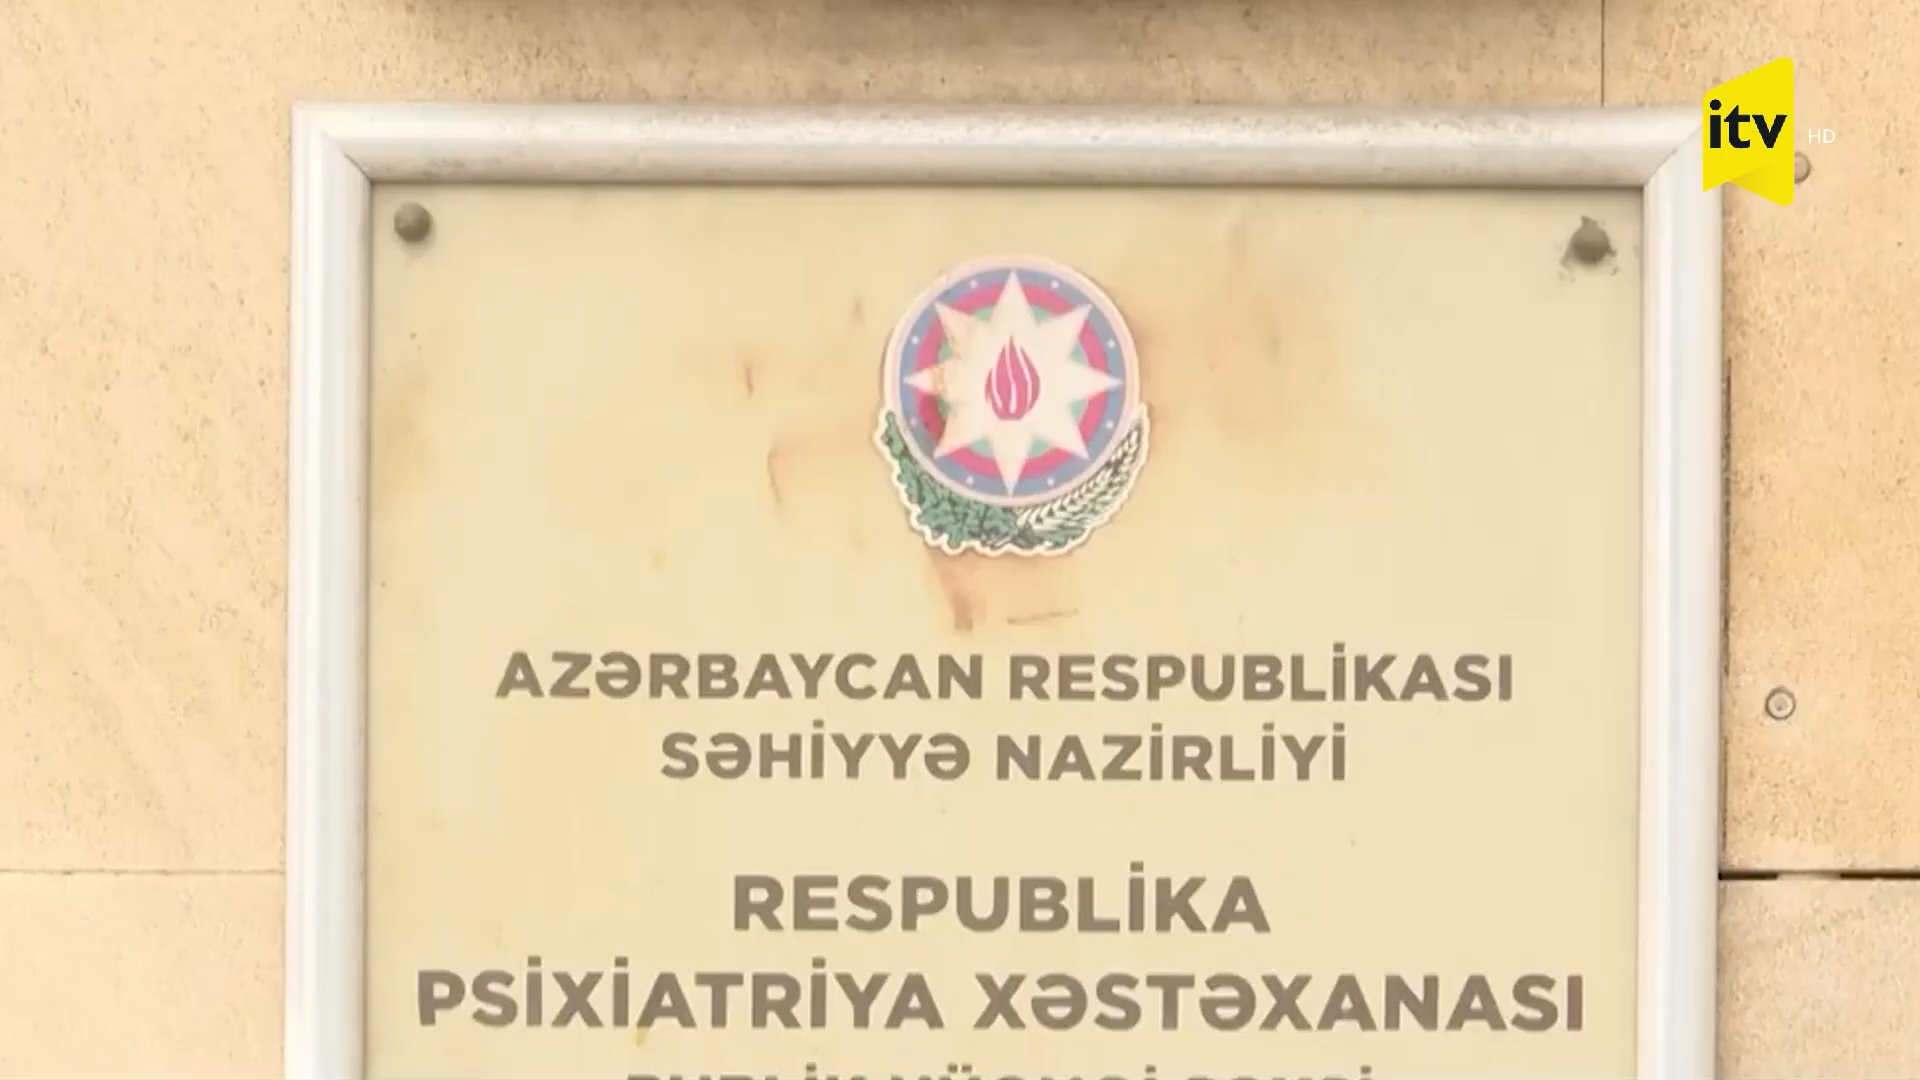 itv HD
AZƏRBAYCAN RESPUBLİKASI
SƏHİYYƏ NAZİRLİYİ
RESPUBLİKA
PSİXİATRİYA XƏSTƏXANASI